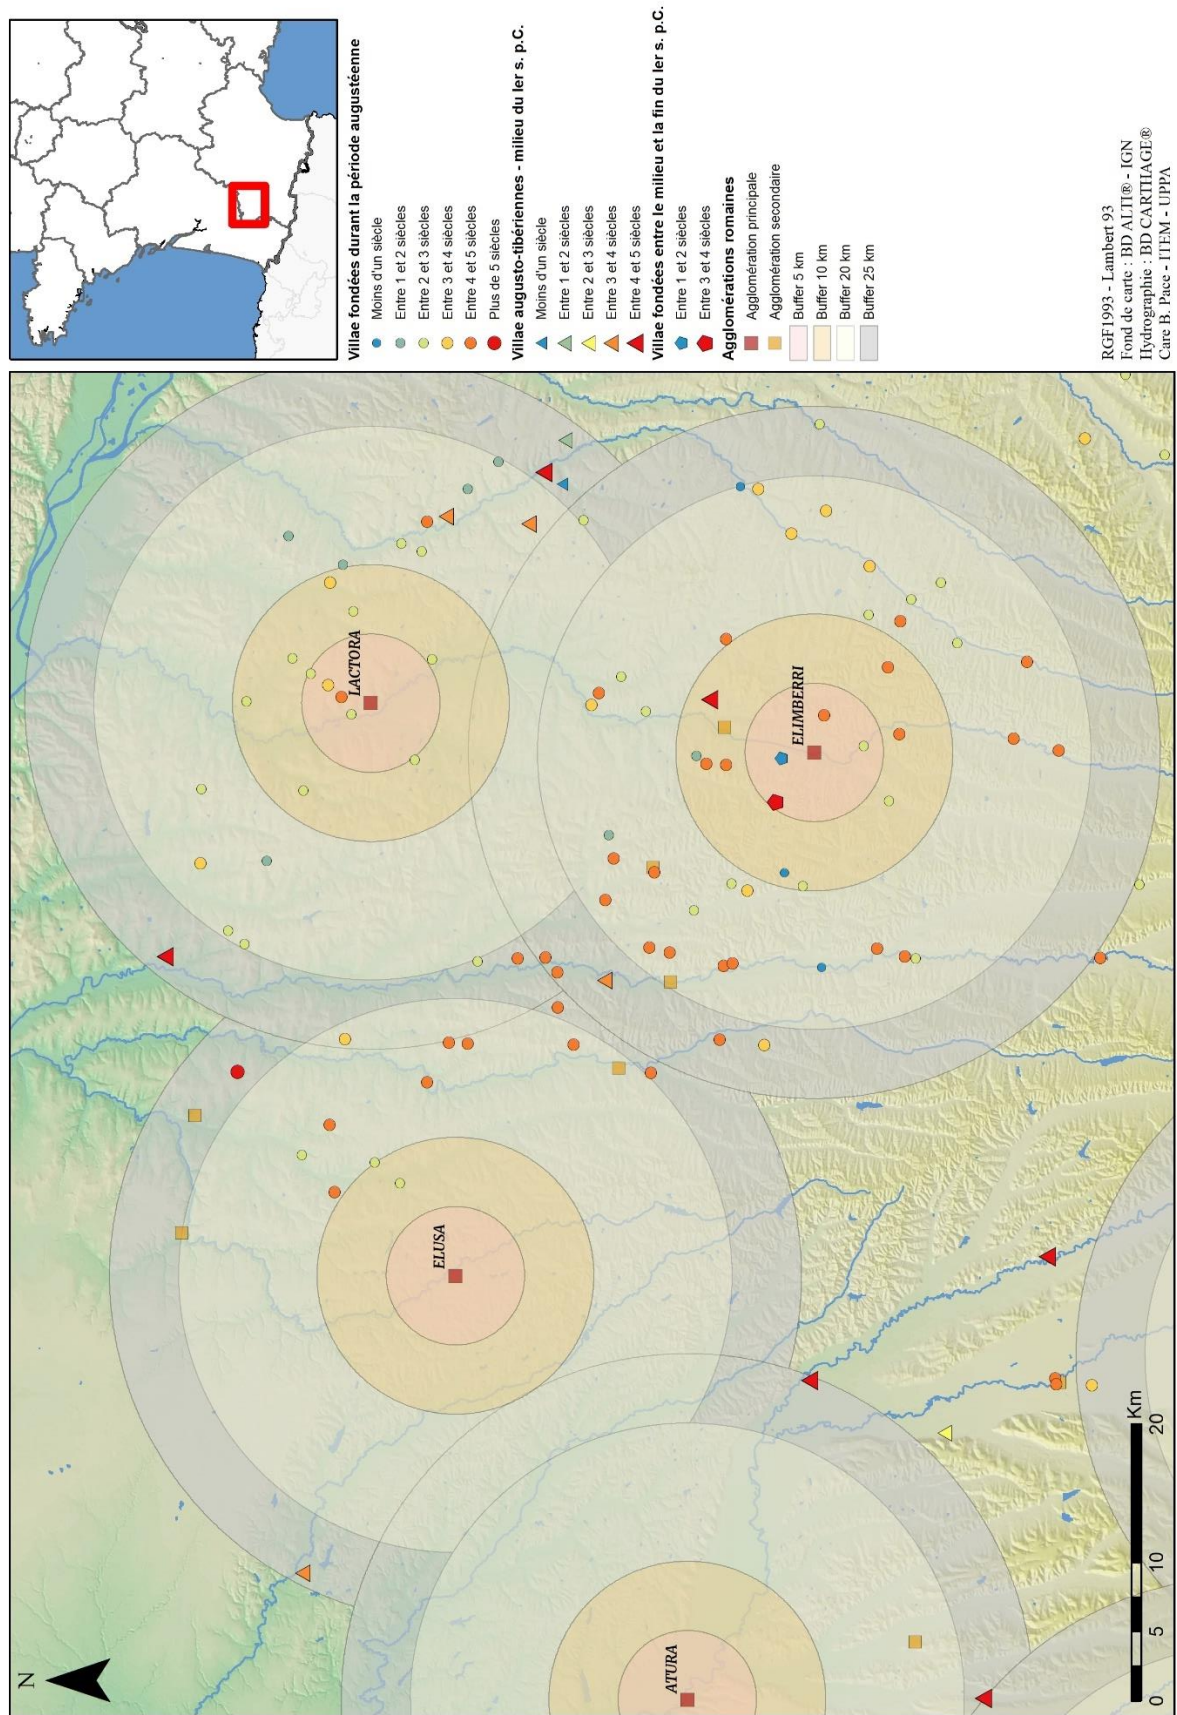 N
LACTORA
ELUSA
ELIMBERRI
ATURA
0 5 10 20
Km
Villae fondées durant la période augustéenne
Moins d'un siècle
Entre 1 et 2 siècles
Entre 2 et 3 siècles
Entre 3 et 4 siècles
Entre 4 et 5 siècles
Plus de 5 siècles
Villae augusto-tibériennes - milieu du Ier s. p.C.
Moins d'un siècle
Entre 1 et 2 siècles
Entre 2 et 3 siècles
Entre 3 et 4 siècles
Entre 4 et 5 siècles
Villae fondées entre le milieu et la fin du Ier s. p.C.
Entre 1 et 2 siècles
Entre 3 et 4 siècles
Agglomérations romaines
Agglomération principale
Agglomération secondaire
Buffer 5 km
Buffer 10 km
Buffer 20 km
Buffer 25 km
RGF1993 - Lambert 93
Fond de carte : BD ALTI® - IGN
Hydrographie : BD CARTHAGE®
Care B. Pace - ITEM - UPPA